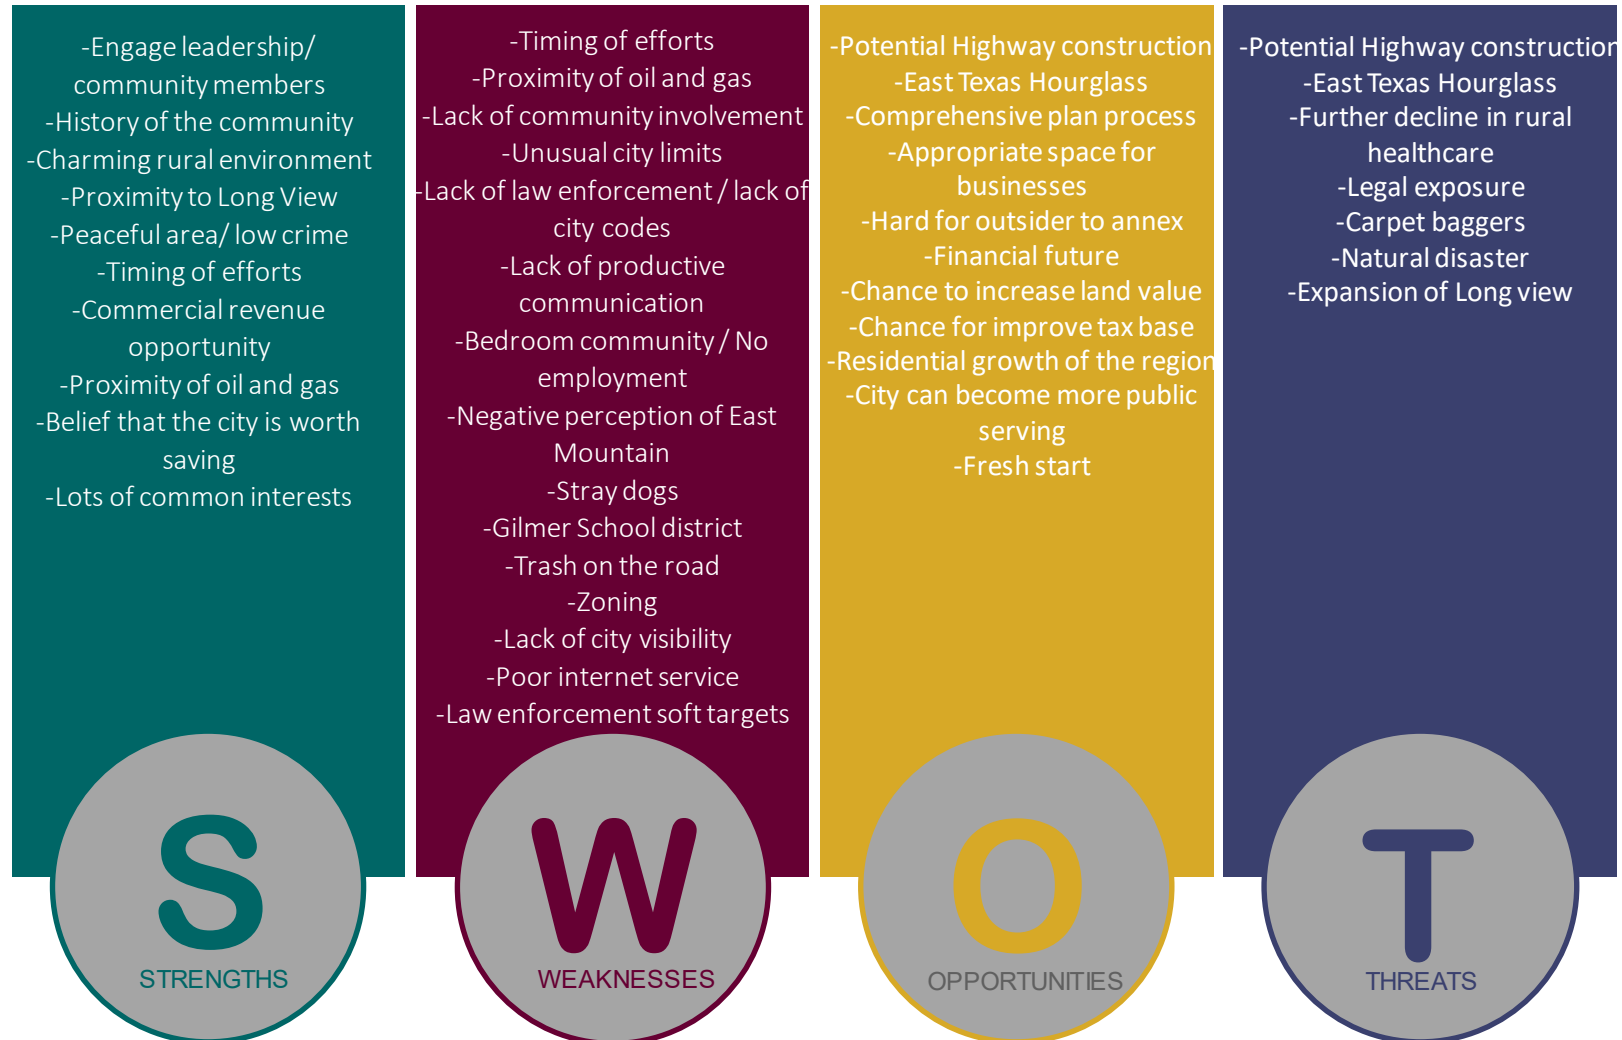 -Engage leadership/
community members
-History of the community
-Charming rural environment
-Proximity to Long View
-Peaceful area/ low crime
-Timing of efforts
-Commercial revenue
opportunity
-Proximity of oil and gas
-Belief that the city is worth
saving
-Lots of common interests
S
STRENGTHS
-Timing of efforts
-Proximity of oil and gas
-Lack of community involvement
-Unusual city limits
-Lack of law enforcement / lack of
city codes
-Lack of productive
communication
-Bedroom community / No
employment
-Negative perception of East
Mountain
-Stray dogs
-Gilmer School district
-Trash on the road
-Zoning
-Lack of city visibility
-Poor internet service
-Law enforcement soft targets
W
WEAKNESSES
-Potential Highway construction
-East Texas Hourglass
-Comprehensive plan process
-Appropriate space for
businesses
-Hard for outsider to annex
-Financial future
-Chance to increase land value
-Chance for improve tax base
-Residential growth of the region
-City can become more public
serving
-Fresh start
O
OPPORTUNITIES
-Potential Highway construction
-East Texas Hourglass
-Further decline in rural
healthcare
-Legal exposure
-Carpet baggers
-Natural disaster
-Expansion of Long view
T
THREATS